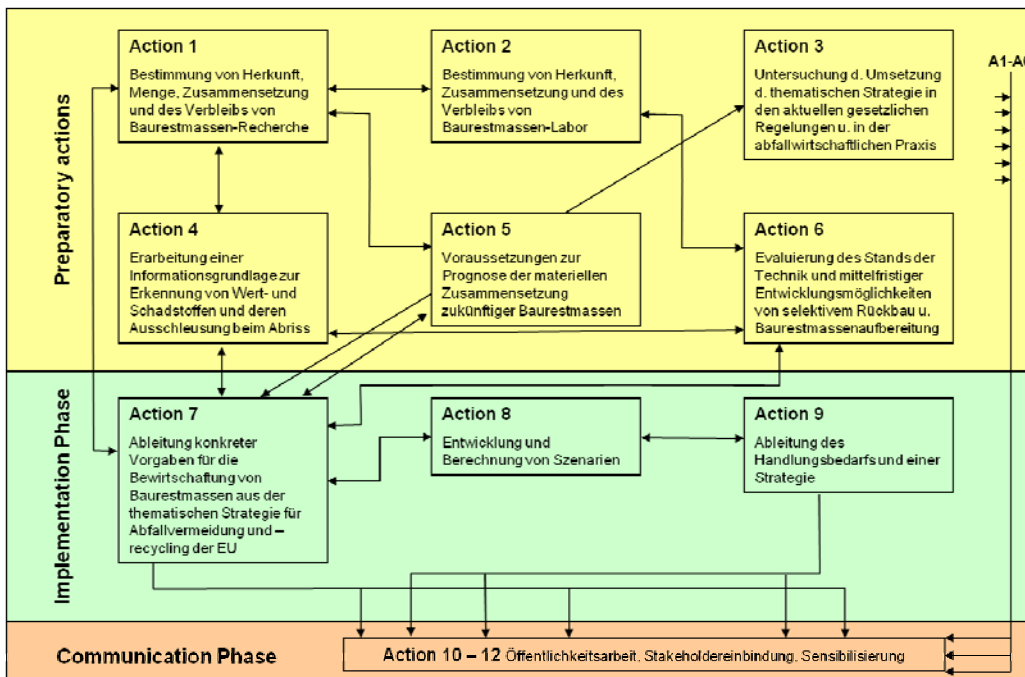 Preparatory actions
Action 1
Bestimmung von Herkunft,
Menge, Zusammensetzung
und des Verbleibs von
Baurestmassen-Recherche
Action 2
Bestimmung von Herkunft,
Zusammensetzung und des
Verbleibs von
Baurestmassen-Labor
Action 3
Untersuchung d. Umsetzung
d. thematischen Strategie in
den aktuellen gesetzlichen
Regelungen u. in der
abfallwirtschaftlichen Praxis
A1-A
Action 4
Erarbeitung einer
Informationsgrundlage zur
Erkennung von Wert- und
Schadstoffen und deren
Ausschleusung beim Abriss
Action 5
Voraussetzungen zur
Prognose der materiellen
Zusammensetzung
zukünftiger Baurestmassen
Action 6
Evaluierung des Stands der
Technik und mittelfristiger
Entwicklungsmöglichkeiten
von selektivem Rückbau u.
Baurestmassenaufbereitung
Implementation Phase
Action 7
Ableitung konkreter
Vorgaben für die
Bewirtschaftung von
Baurestmassen aus der
thematischen Strategie für
Abfallvermeidung und –
recycling der EU
Action 8
Entwicklung und
Berechnung von Szenarien
Action 9
Ableitung des
Handlungsbedarfs und einer
Strategie
Communication Phase
Action 10 – 12 Öffentlichkeitsarbeit, Stakeholdereinbindung, Sensibilisierung